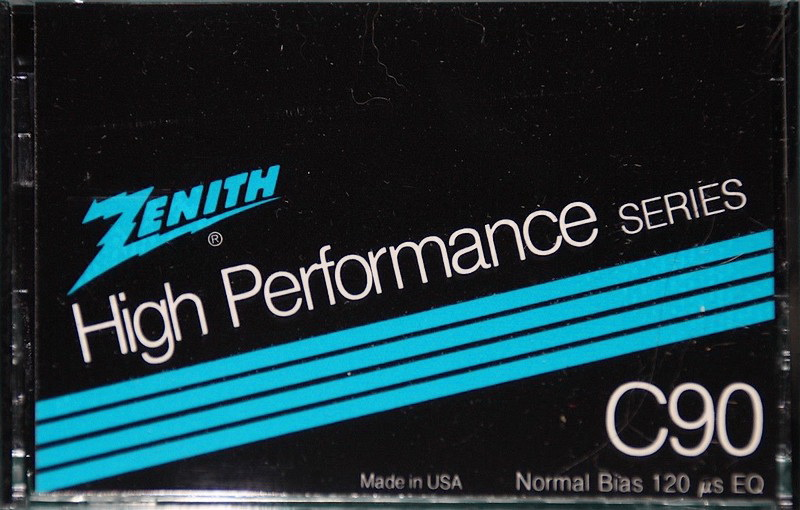 ZENITH
®
High Performance SERIES
C90
Made in USA Normal Bias 120 µs EQ